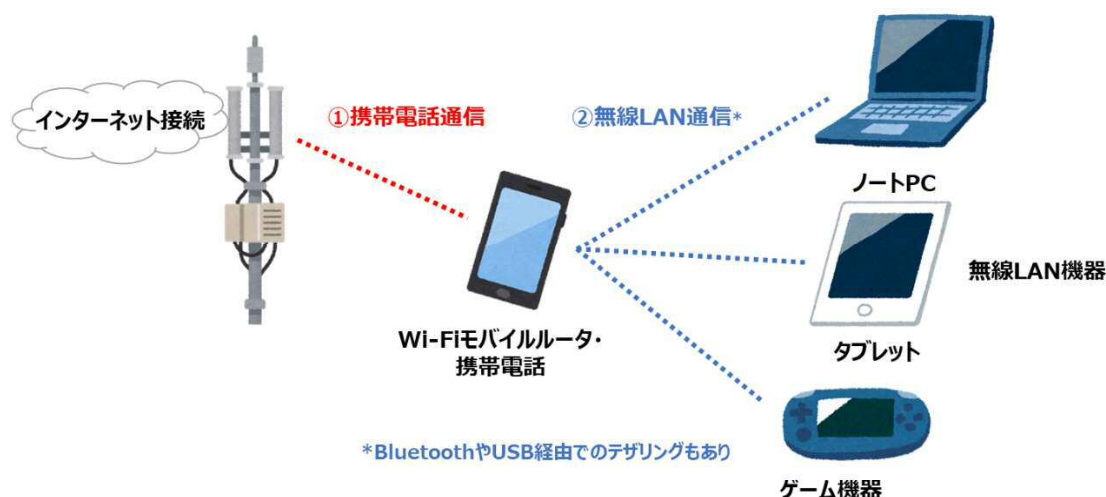 インターネット接続
①携帯電話通信
②無線LAN通信*
ノートPC
無線LAN機器
Wi-Fiモバイルルータ・
携帯電話
タブレット
*BluetoothやUSB経由でのテザリングもあり
ゲーム機器